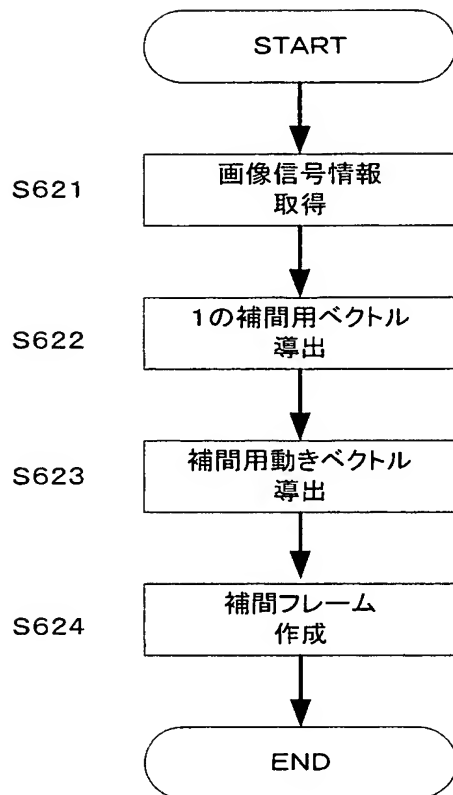 START
S621
画像信号情報
取得
S622
1の補間用ベクトル
導出
S623
補間用動きベクトル
導出
S624
補間フレーム
作成
END